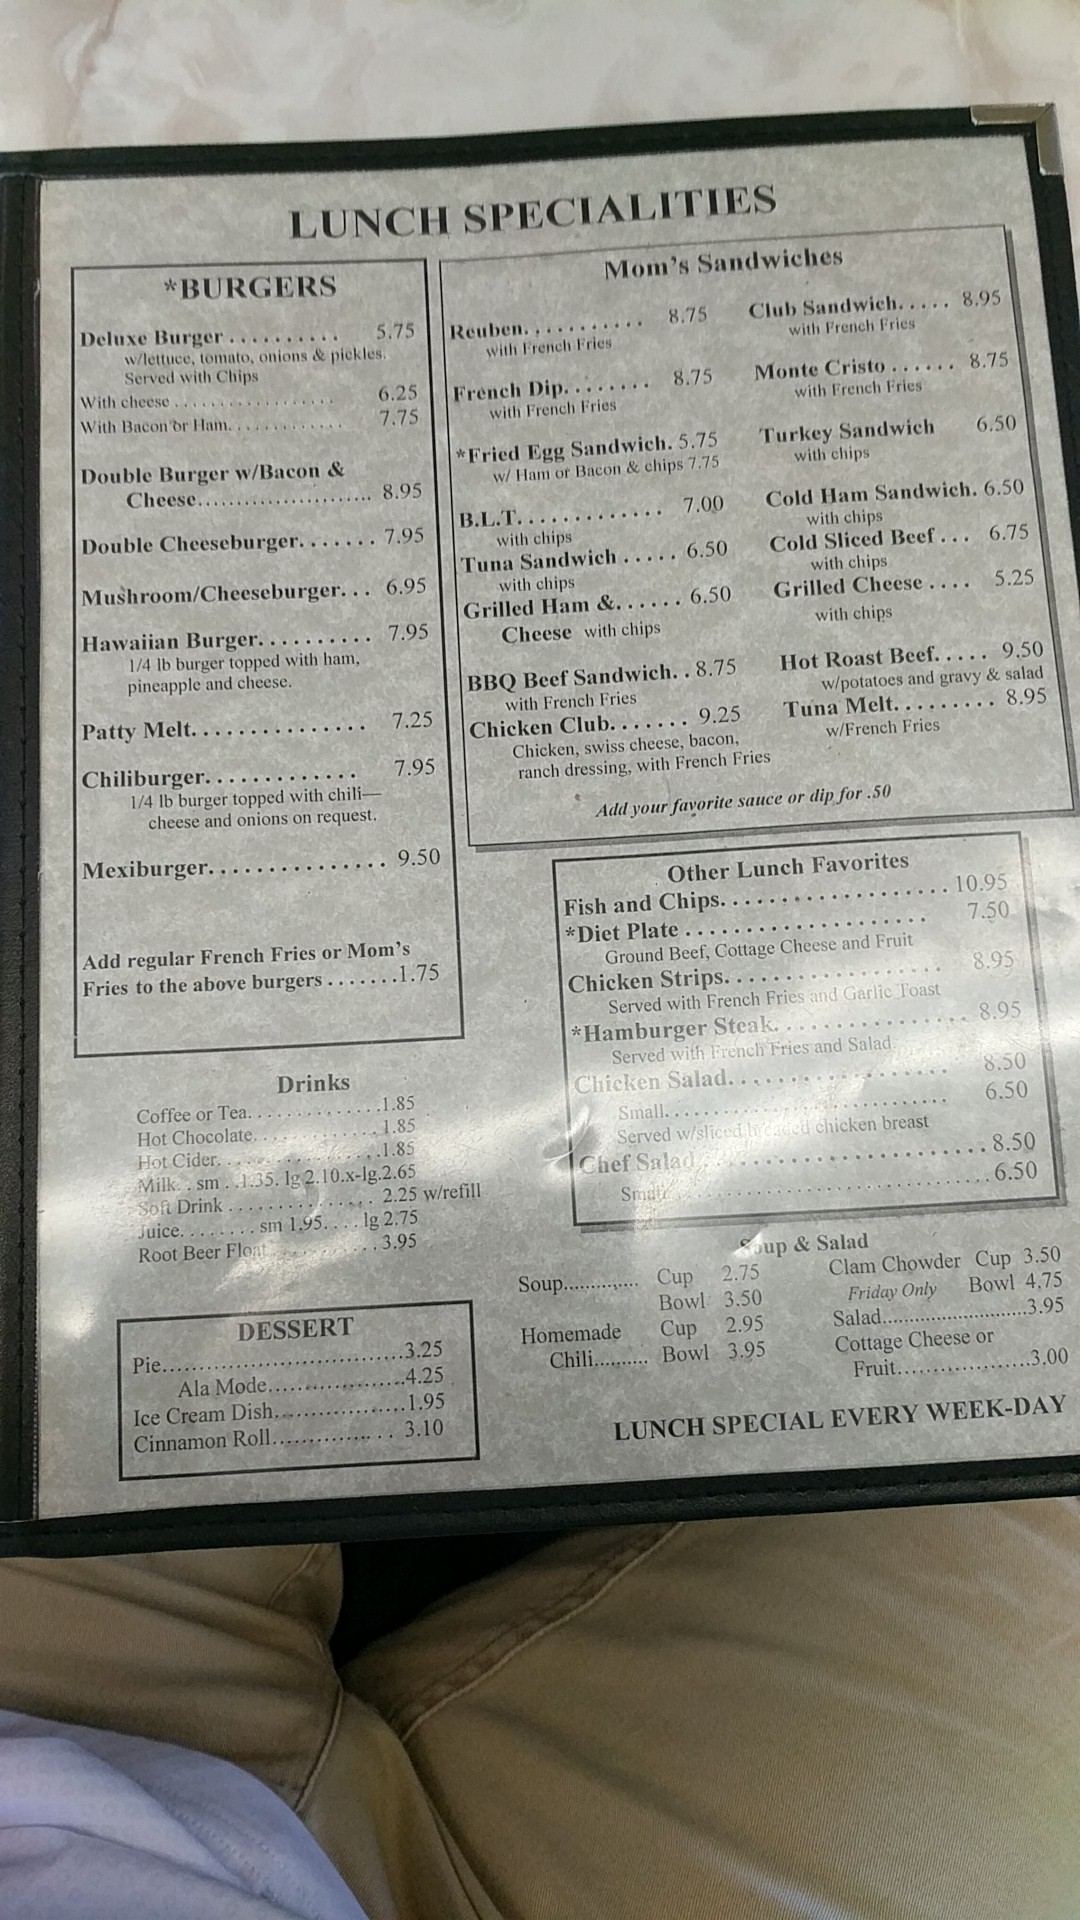 LUNCH SPECIALITIES
*BURGERS
Deluxe Burger . . . . . . . . . . 5.75
w/lettuce, tomato, onions & pickles.
Served with Chips
With cheese . . . . . . . . . . . . . . . . . 6.25
With Bacon or Ham. . . . . . . . . . . . 7.75
Double Burger w/Bacon &
Cheese...................... 8.95
Double Cheeseburger. . . . . . . 7.95
Mushroom/Cheeseburger. . . 6.95
Hawaiian Burger. . . . . . . . . . 7.95
1/4 lb burger topped with ham,
pineapple and cheese.
Patty Melt. . . . . . . . . . . . . . . 7.25
Chiliburger. . . . . . . . . . . . . 7.95
1/4 lb burger topped with chili—
cheese and onions on request.
Mexiburger. . . . . . . . . . . . . . . 9.50
Add regular French Fries or Mom's
Fries to the above burgers . . . . . . .1.75
Mom's Sandwiches
Reuben. . . . . . . . . . . 8.75
with French Fries
French Dip. . . . . . . . 8.75
with French Fries
*Fried Egg Sandwich. 5.75
w/ Ham or Bacon & chips 7.75
B.L.T. . . . . . . . . . . . . 7.00
with chips
Tuna Sandwich . . . . . 6.50
with chips
Grilled Ham &. . . . . . 6.50
Cheese with chips
BBQ Beef Sandwich. . 8.75
with French Fries
Chicken Club. . . . . . . 9.25
Chicken, swiss cheese, bacon,
ranch dressing, with French Fries
Club Sandwich. . . . . 8.95
with French Fries
Monte Cristo . . . . . . 8.75
with French Fries
Turkey Sandwich 6.50
with chips
Cold Ham Sandwich. 6.50
with chips
Cold Sliced Beef . . . 6.75
with chips
Grilled Cheese . . . . 5.25
with chips
Hot Roast Beef. . . . . 9.50
w/potatoes and gravy & salad
Tuna Melt. . . . . . . . . 8.95
w/French Fries
Add your favorite sauce or dip for .50
Other Lunch Favorites
Fish and Chips. . . . . . . . . . . . . . . . . . . 10.95
*Diet Plate . . . . . . . . . . . . . . . . . . . 7.50
Ground Beef, Cottage Cheese and Fruit
Chicken Strips. . . . . . . . . . . . . . . . . 8.95
Served with French Fries and Garlic Toast
*Hamburger Steak. . . . . . . . . . . . . . . . 8.95
Served with French Fries and Salad
Chicken Salad. . . . . . . . . . . . . . . . . 8.50
Small. . . . . . . . . . . . . . . . . . . . . . 6.50
Served w/sliced breaded chicken breast
Chef Salad . . . . . . . . . . . . . . . . . . . . 8.50
Small . . . . . . . . . . . . . . . . . . . . . . .6.50
Drinks
Coffee or Tea. . . . . . . . . . . . . .1.85
Hot Chocolate. . . . . . . . . . . . . 1.85
Hot Cider. . . . . . . . . . . . . . . .1.85
Milk. . sm . .1.35. lg 2.10.x-lg.2.65
Soft Drink . . . . . . . . . . . . . . . 2.25 w/refill
Juice. . . . . . . . sm 1.95. . . . lg 2.75
Root Beer Float . . . . . . . . . . . 3.95
DESSERT
Pie................................3.25
Ala Mode...................4.25
Ice Cream Dish..................1.95
Cinnamon Roll............... . . 3.10
Soup & Salad
Soup............. Cup 2.75
Bowl 3.50
Homemade Cup 2.95
Chili.......... Bowl 3.95
Clam Chowder Cup 3.50
Friday Only Bowl 4.75
Salad..........................3.95
Cottage Cheese or
Fruit...................3.00
LUNCH SPECIAL EVERY WEEK-DAY